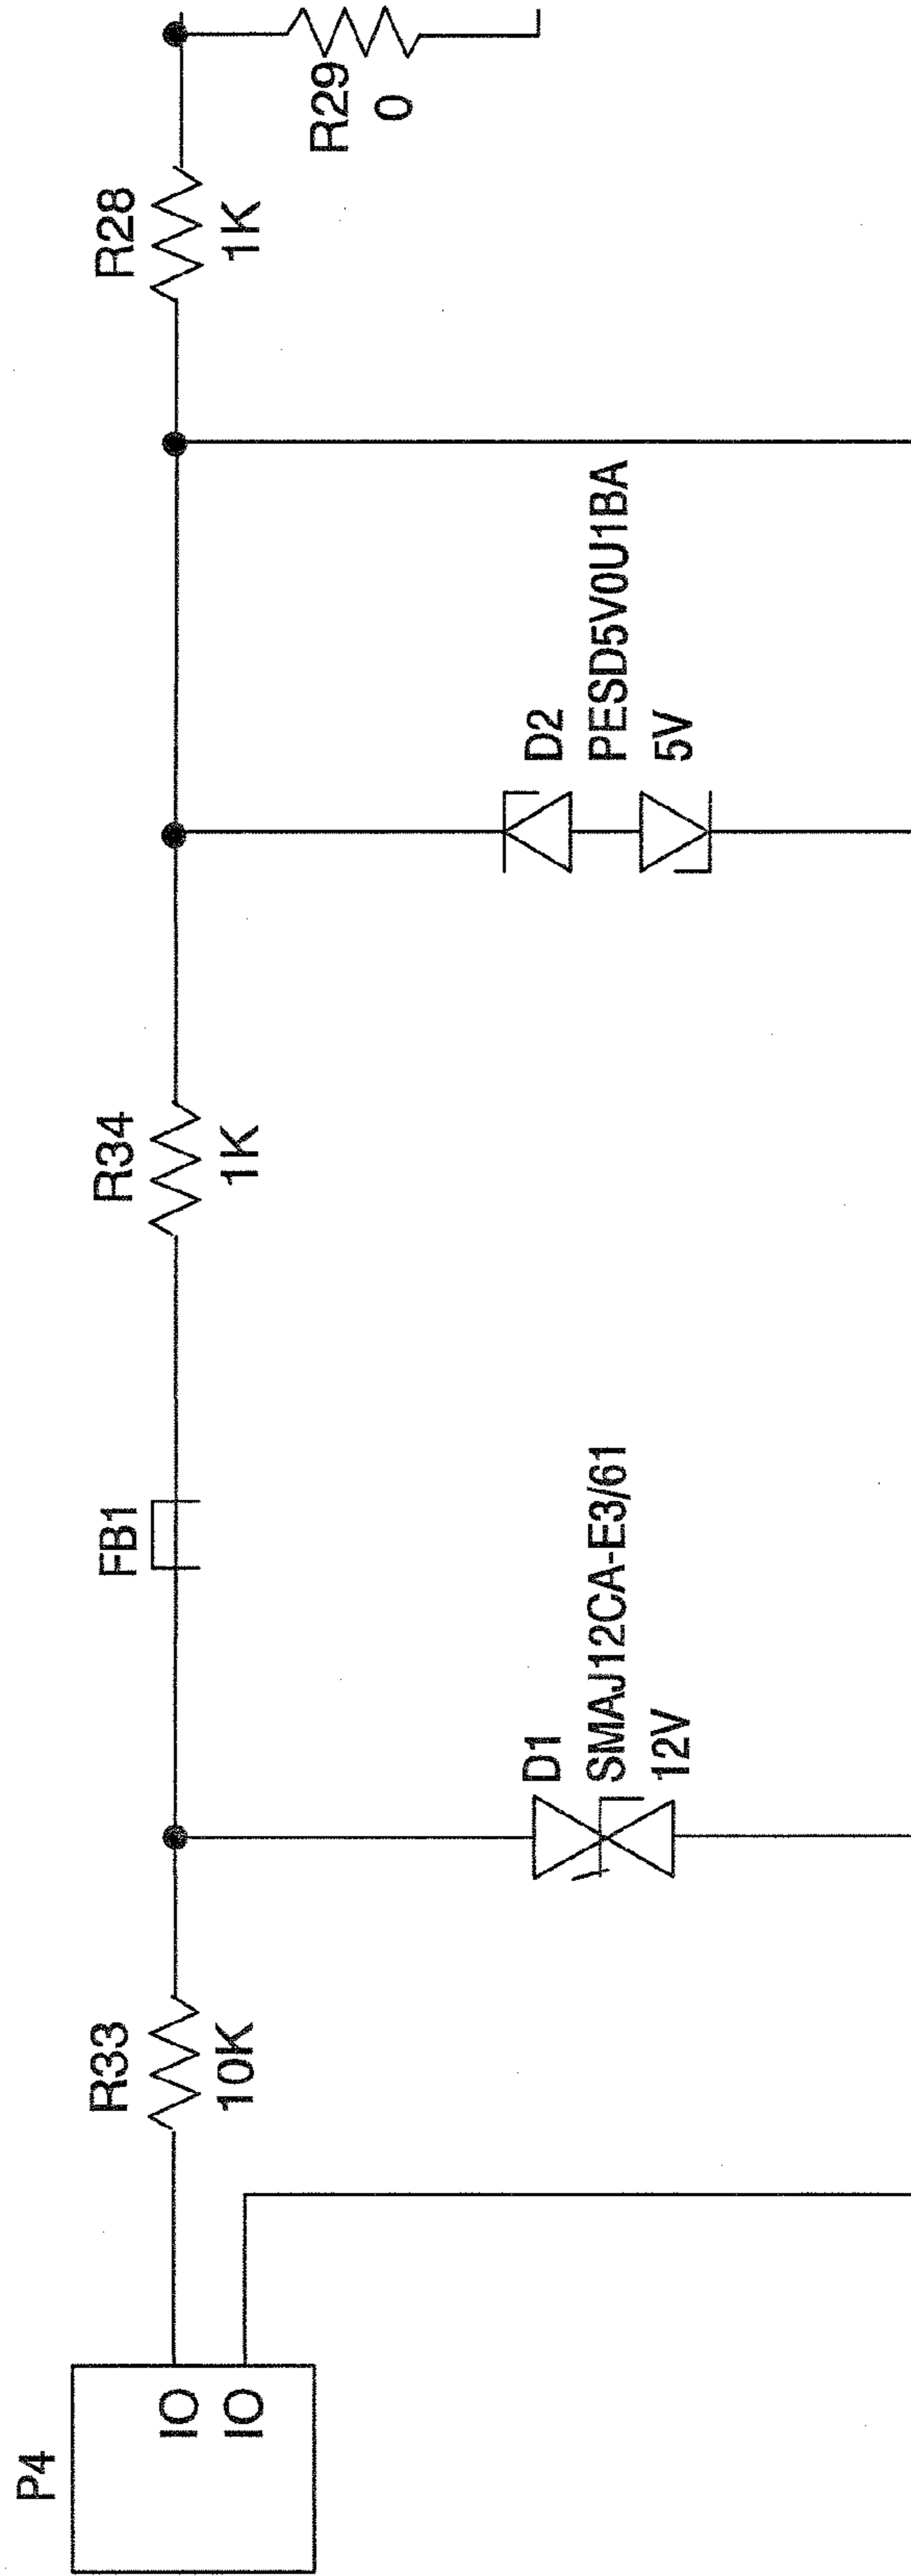 P4
IO
IO
R33
10K
D1
SMAJ12CA-E3/61
12V
FB1
R34
1K
D2
PESD5V0U1BA
5V
R28
1K
R29
0